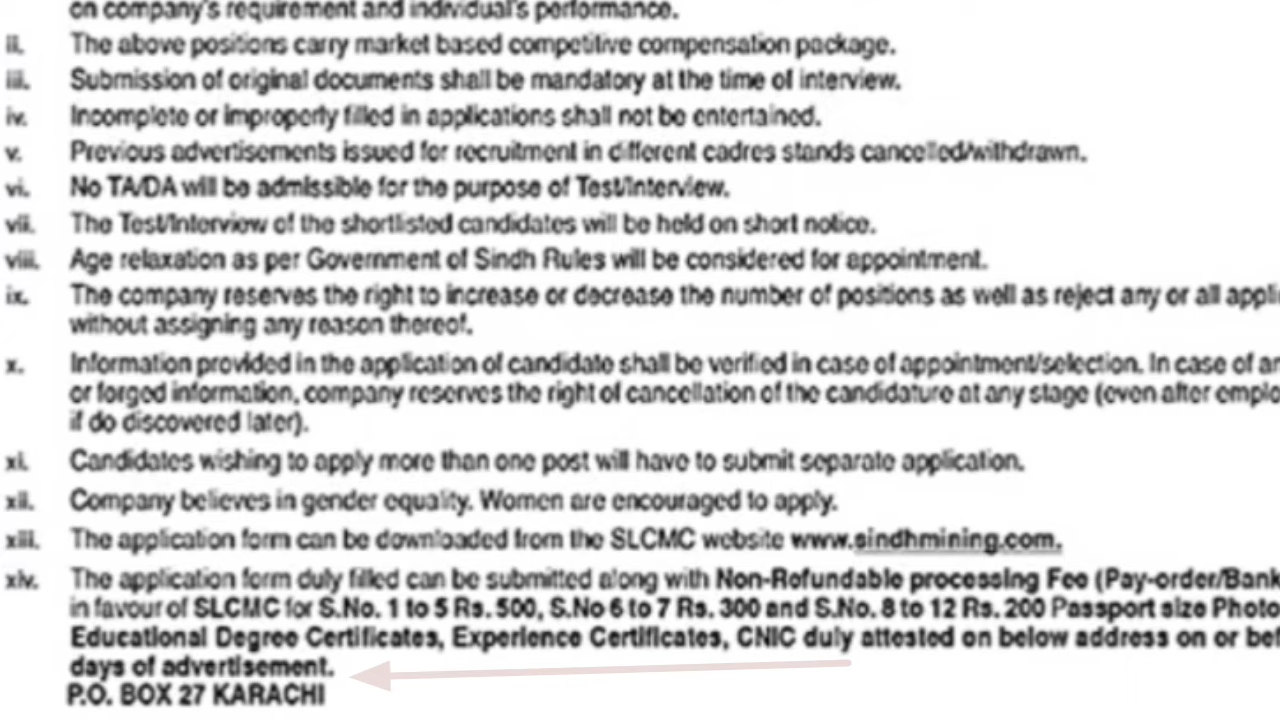 on company's requirement and individual's performance.
ii. The above positions carry market based competitive compensation package.
iii. Submission of original documents shall be mandatory at the time of interview.
iv. Incomplete or improperly filled in applications shall not be entertained.
v. Previous advertisements issued for recruitment in different cadres stands cancelled/withdrawn.
vi. No TA/DA will be admissible for the purpose of Test/Interview.
vii. The Test/Interview of the shortlisted candidates will be held on short notice.
viii. Age relaxation as per Government of Sindh Rules will be considered for appointment.
ix. The company reserves the right to increase or decrease the number of positions as well as reject any or all appli
without assigning any reason thereof.
x. Information provided in the application of candidate shall be verified in case of appointment/selection. In case of an
or forged information, company reserves the right of cancellation of the candidature at any stage (even after emplo
if do discovered later).
xi. Candidates wishing to apply more than one post will have to submit separate application.
xii. Company believes in gender equality. Women are encouraged to apply.
xiii. The application form can be downloaded from the SLCMC website www.sindhmining.com.
xiv. The application form duly filled can be submitted along with Non-Refundable processing Fee (Pay-order/Bank
in favour of SLCMC for S.No. 1 to 5 Rs. 500, S.No 6 to 7 Rs. 300 and S.No. 8 to 12 Rs. 200 Passport size Photo
Educational Degree Certificates, Experience Certificates, CNIC duly attested on below address on or bef
days of advertisement.
P.O. BOX 27 KARACHI